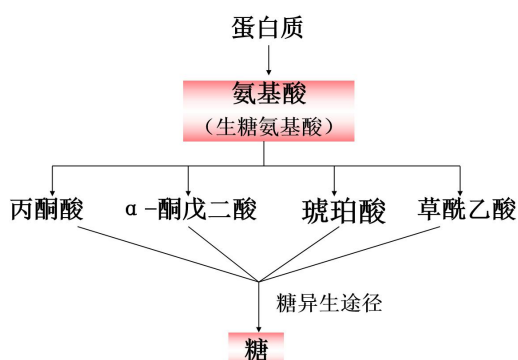 蛋白质
氨基酸
（生糖氨基酸）
丙酮酸 α-酮戊二酸 琥珀酸 草酰乙酸
糖异生途径
糖